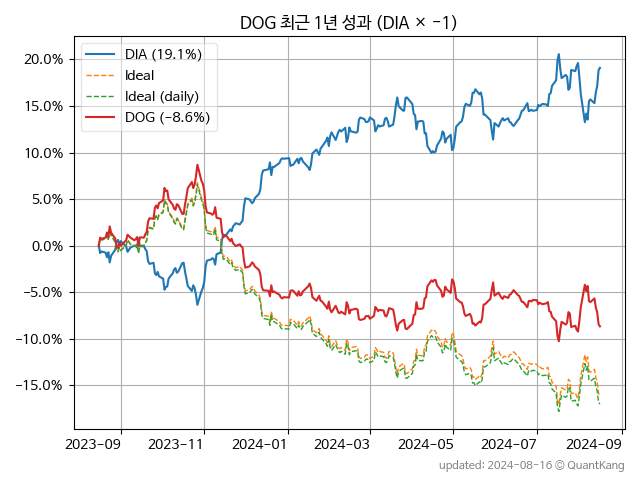 DOG 최근 1년 성과 (DIA × -1)
DIA (19.1%)
Ideal
Ideal (daily)
DOG (-8.6%)
20.0%
15.0%
10.0%
5.0%
0.0%
-5.0%
-10.0%
-15.0%
2023-09 2023-11 2024-01 2024-03 2024-05 2024-07 2024-09
updated: 2024-08-16 © QuantKang